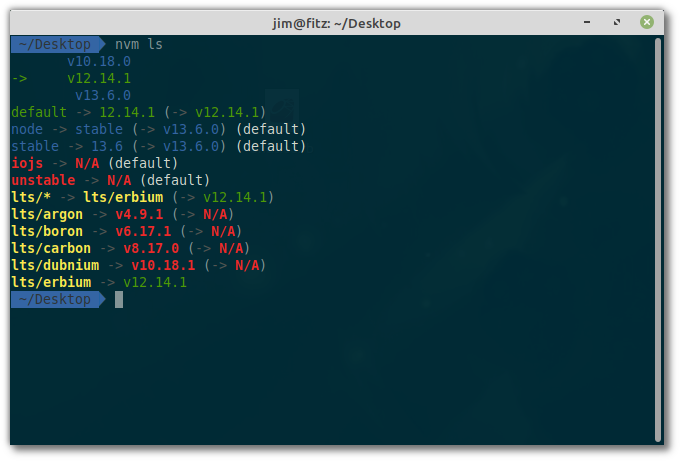 jim@fitz: ~/Desktop
~/Desktop nvm ls
v10.18.0
-> v12.14.1
v13.6.0
default -> 12.14.1 (-> v12.14.1)
node -> stable (-> v13.6.0) (default)
stable -> 13.6 (-> v13.6.0) (default)
iojs -> N/A (default)
unstable -> N/A (default)
lts/* -> lts/erbium (-> v12.14.1)
lts/argon -> v4.9.1 (-> N/A)
lts/boron -> v6.17.1 (-> N/A)
lts/carbon -> v8.17.0 (-> N/A)
lts/dubnium -> v10.18.1 (-> N/A)
lts/erbium -> v12.14.1
~/Desktop